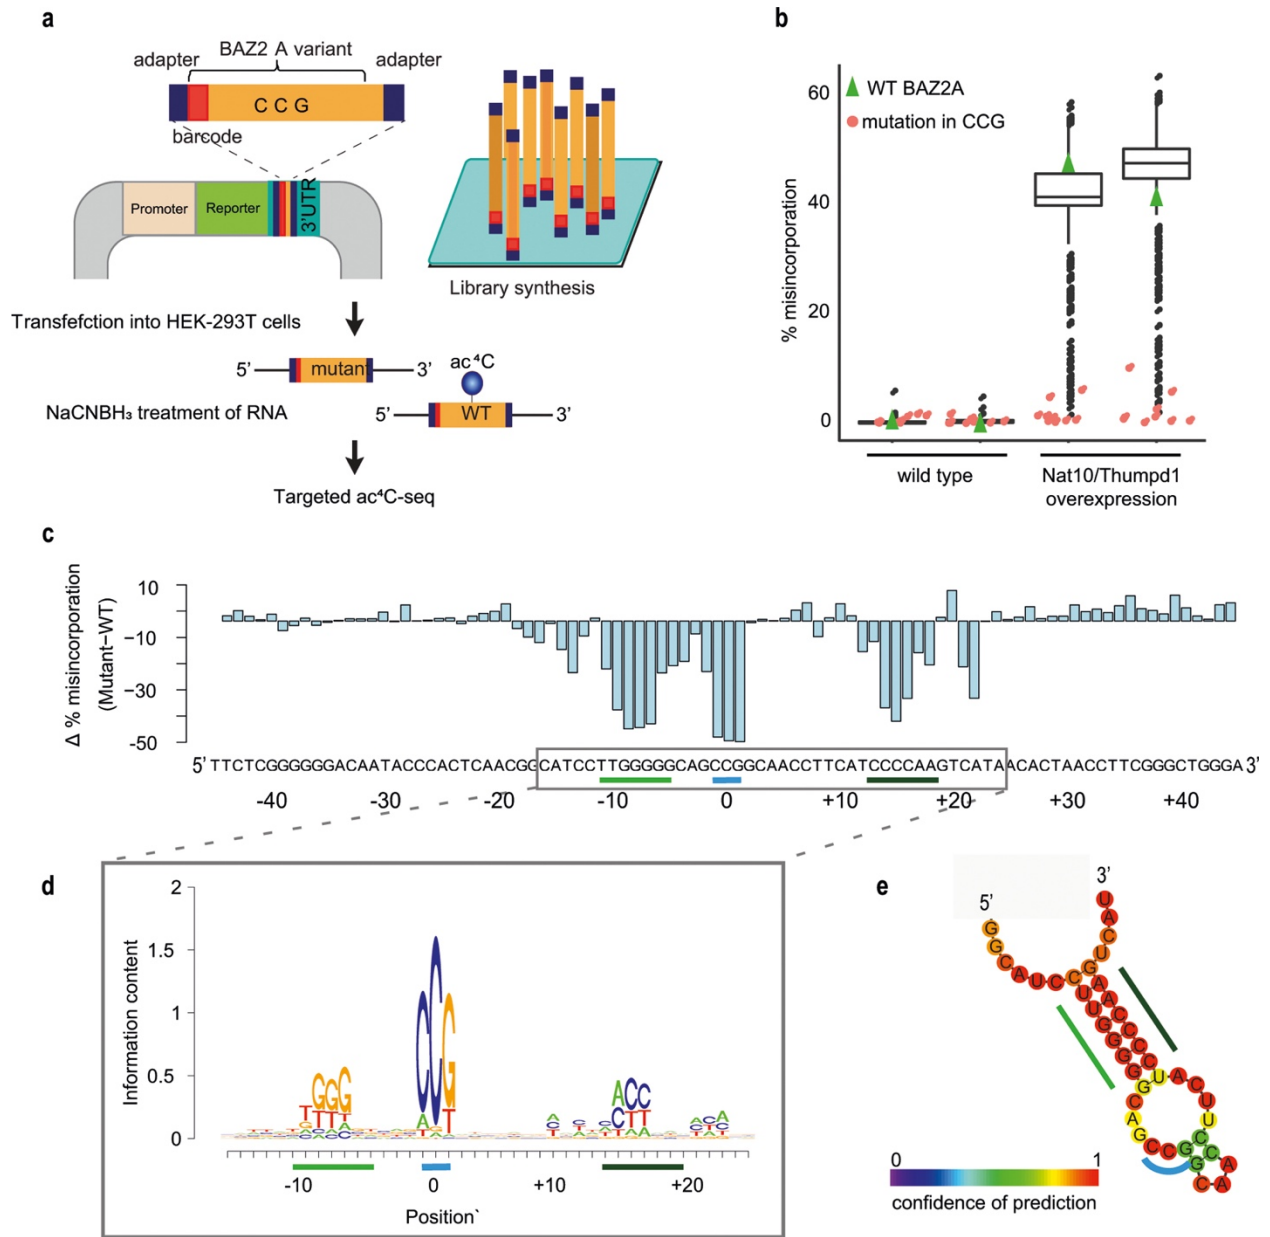 a
BAZ2 A variant
adapter
adapter
C C G
barcode
Promoter
Reporter
3'UTR
Library synthesis
Transfefction into HEK-293T cells
5'
mutant
3'
ac⁴C
NaCNBH₃ treatment of RNA
5'
WT
3'
Targeted ac⁴C-seq
b
% misincorporation
60
40
20
0
WT BAZ2A
mutation in CCG
wild type
Nat10/Thumpd1
overexpression
c
Δ % misincorporation
(Mutant−WT)
10
−10
−30
-50
5' TTCTCGGGGGGACAATACCCACTCAACGGCATCCTTGGGGGCAGCCGGCAACCTTCATCCCCAAGTCATAACACTAACCTTCGGGCTGGGA 3'
-40 -30 -20 -10 0 +10 +20 +30 +40
d
Information content
2
1.5
1
0.5
0
-10 0 +10 +20
Position`
e
5'
3'
0 1
confidence of prediction